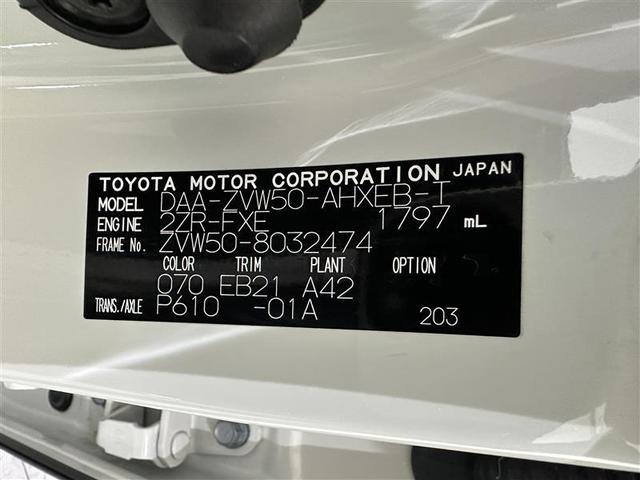 TOYOTA MOTOR CORPORATION JAPAN
MODEL DAA-ZVW50-AHXEB-T
ENGINE 2ZR-FXE 1797 mL
FRAME No. ZVW50-8032474
COLOR TRIM PLANT OPTION
070 EB21 A42
TRANS./AXLE P610 -01A 203